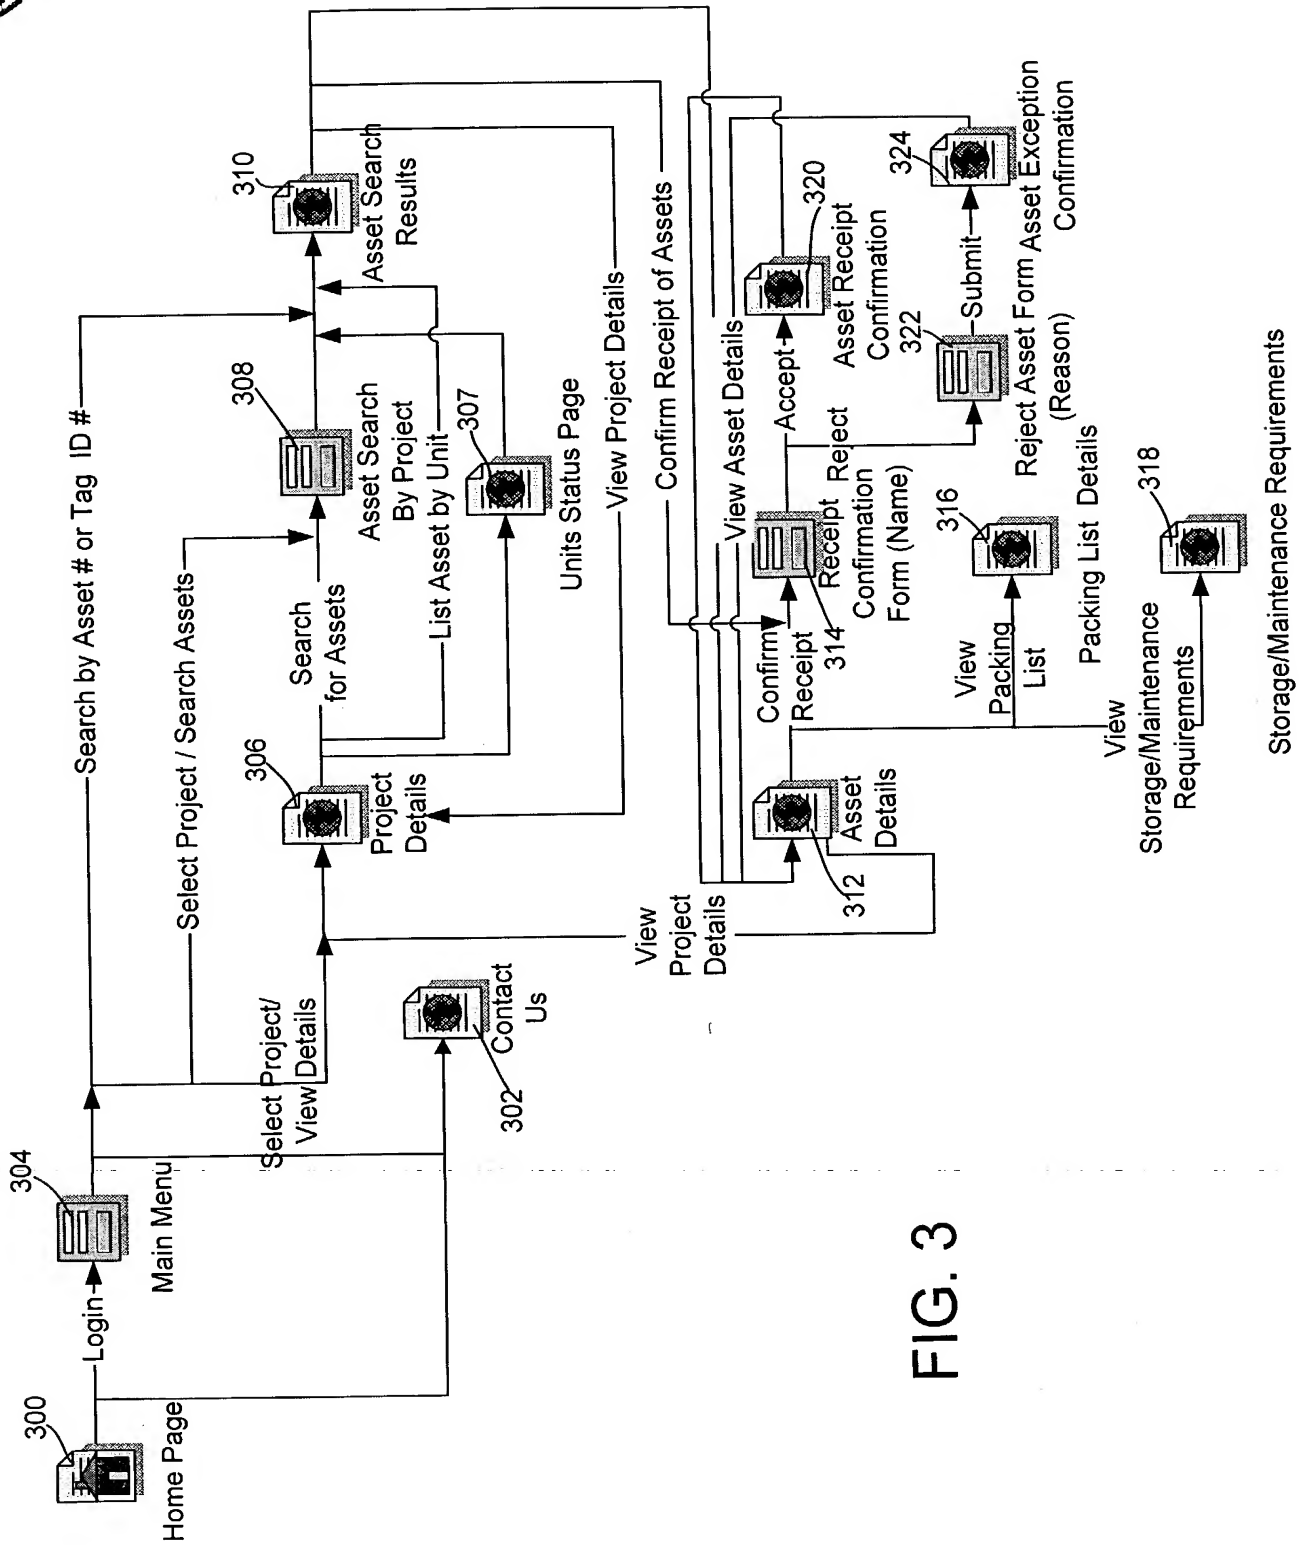 300
Home Page
Login
304
Main Menu
Search by Asset # or Tag ID #
Select Project / Search Assets
Select Project/
View Details
302
Contact
Us
306
Project
Details
Search
for Assets
List Asset by Unit
308
Asset Search
By Project
307
Units Status Page
310
Asset Search
Results
View Project Details
Confirm Receipt of Assets
View Asset Details
View
Project
Details
312
Asset
Details
Confirm
Receipt
314
Receipt
Confirmation
Form (Name)
Accept
Reject
320
Asset Receipt
Confirmation
322
Reject Asset Form
(Reason)
Submit
324
Asset Exception
Confirmation
View
Packing
List
316
Packing List Details
View
Storage/Maintenance
Requirements
318
Storage/Maintenance Requirements
FIG. 3